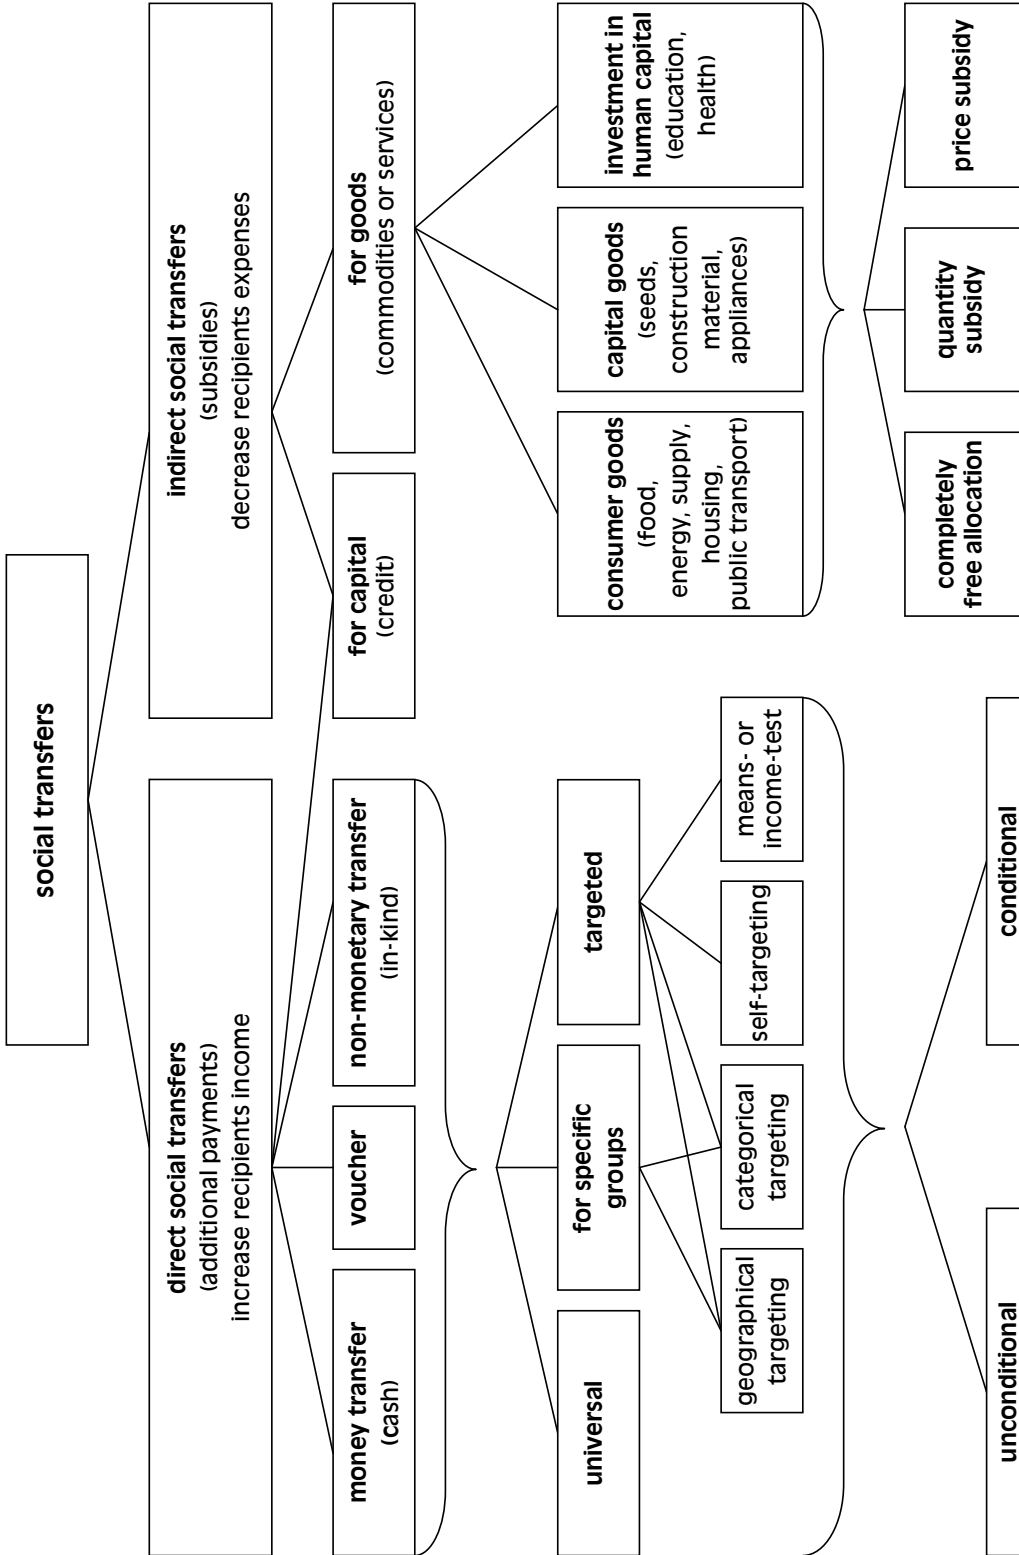 social transfers
direct social transfers
(additional payments)
increase recipients income
indirect social transfers
(subsidies)
decrease recipients expenses
money transfer
(cash)
voucher
non-monetary transfer
(in-kind)
for capital
(credit)
for goods
(commodities or services)
universal
for specific
groups
targeted
consumer goods
(food,
energy, supply,
housing,
public transport)
capital goods
(seeds,
construction
material,
appliances)
investment in
human capital
(education,
health)
geographical
targeting
categorical
targeting
self-targeting
means- or
income-test
completely
free allocation
quantity
subsidy
price subsidy
unconditional
conditional